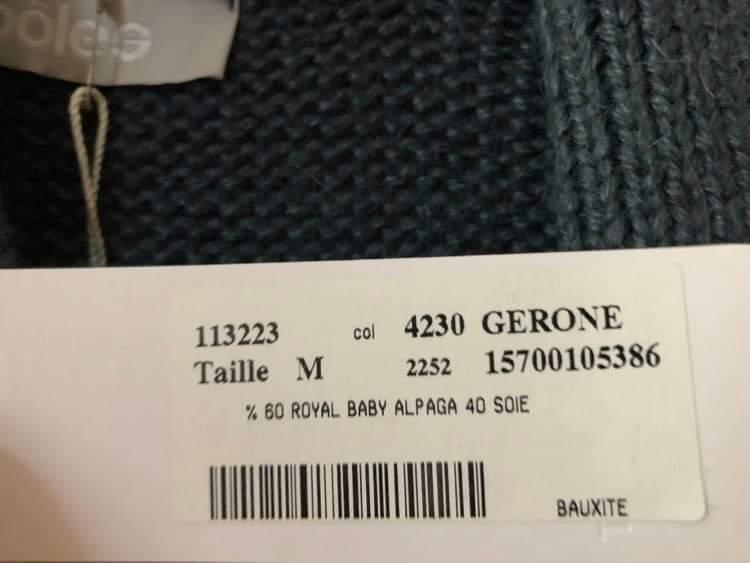 113223 col 4230 GERONE
Taille M 2252 15700105386
% 60 ROYAL BABY ALPAGA 40 SOIE
BAUXITE